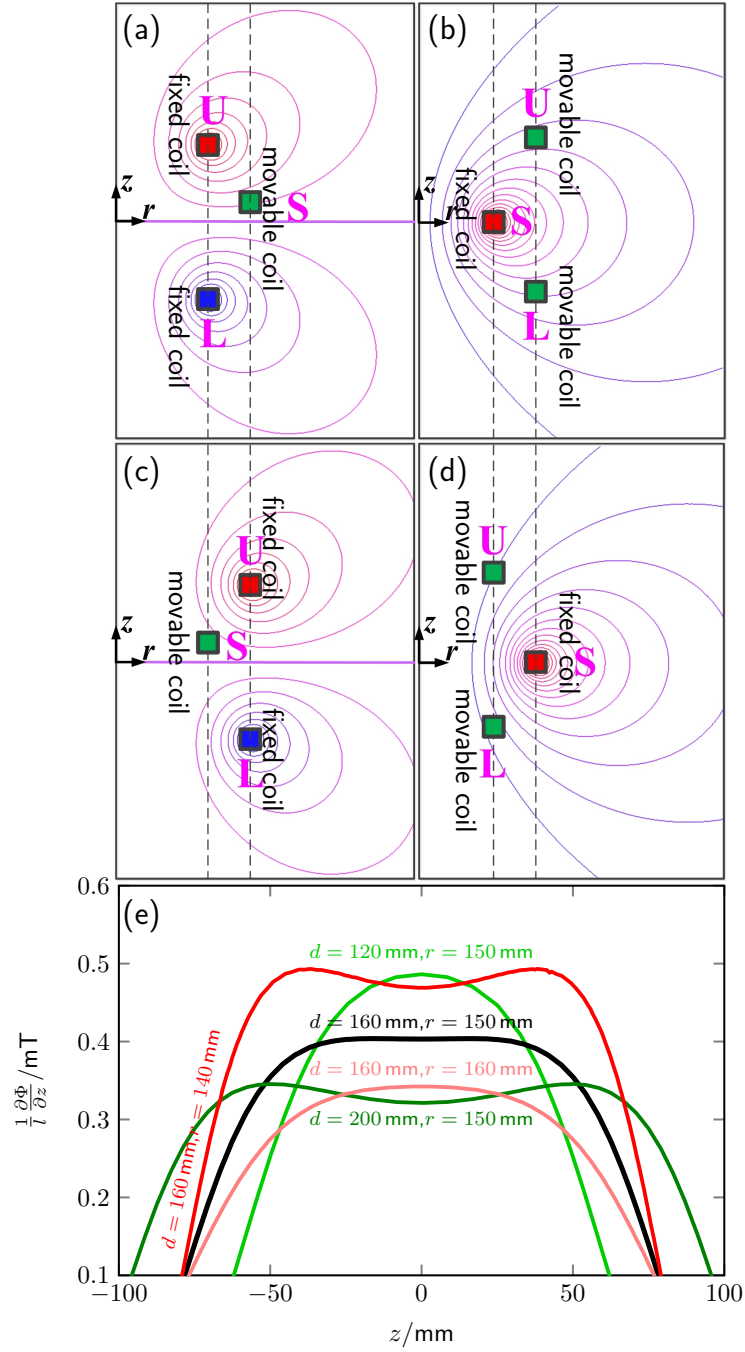 (a)
fixed coil
U
movable coil
S
z
r
fixed coil
L
(b)
U
movable coil
fixed coil
S
z
r
movable coil
L
(c)
fixed coil
U
movable coil
S
z
r
fixed coil
L
(d)
U
movable coil
fixed coil
S
z
r
movable coil
L
(e)
0.6
0.5
0.4
0.3
0.2
0.1
1/l ∂Φ/∂z /mT
d = 120 mm,r = 150 mm
d = 160 mm,r = 150 mm
d = 160 mm,r = 160 mm
d = 200 mm,r = 150 mm
d = 160 mm,r = 140 mm
−100
−50
0
50
100
z/mm